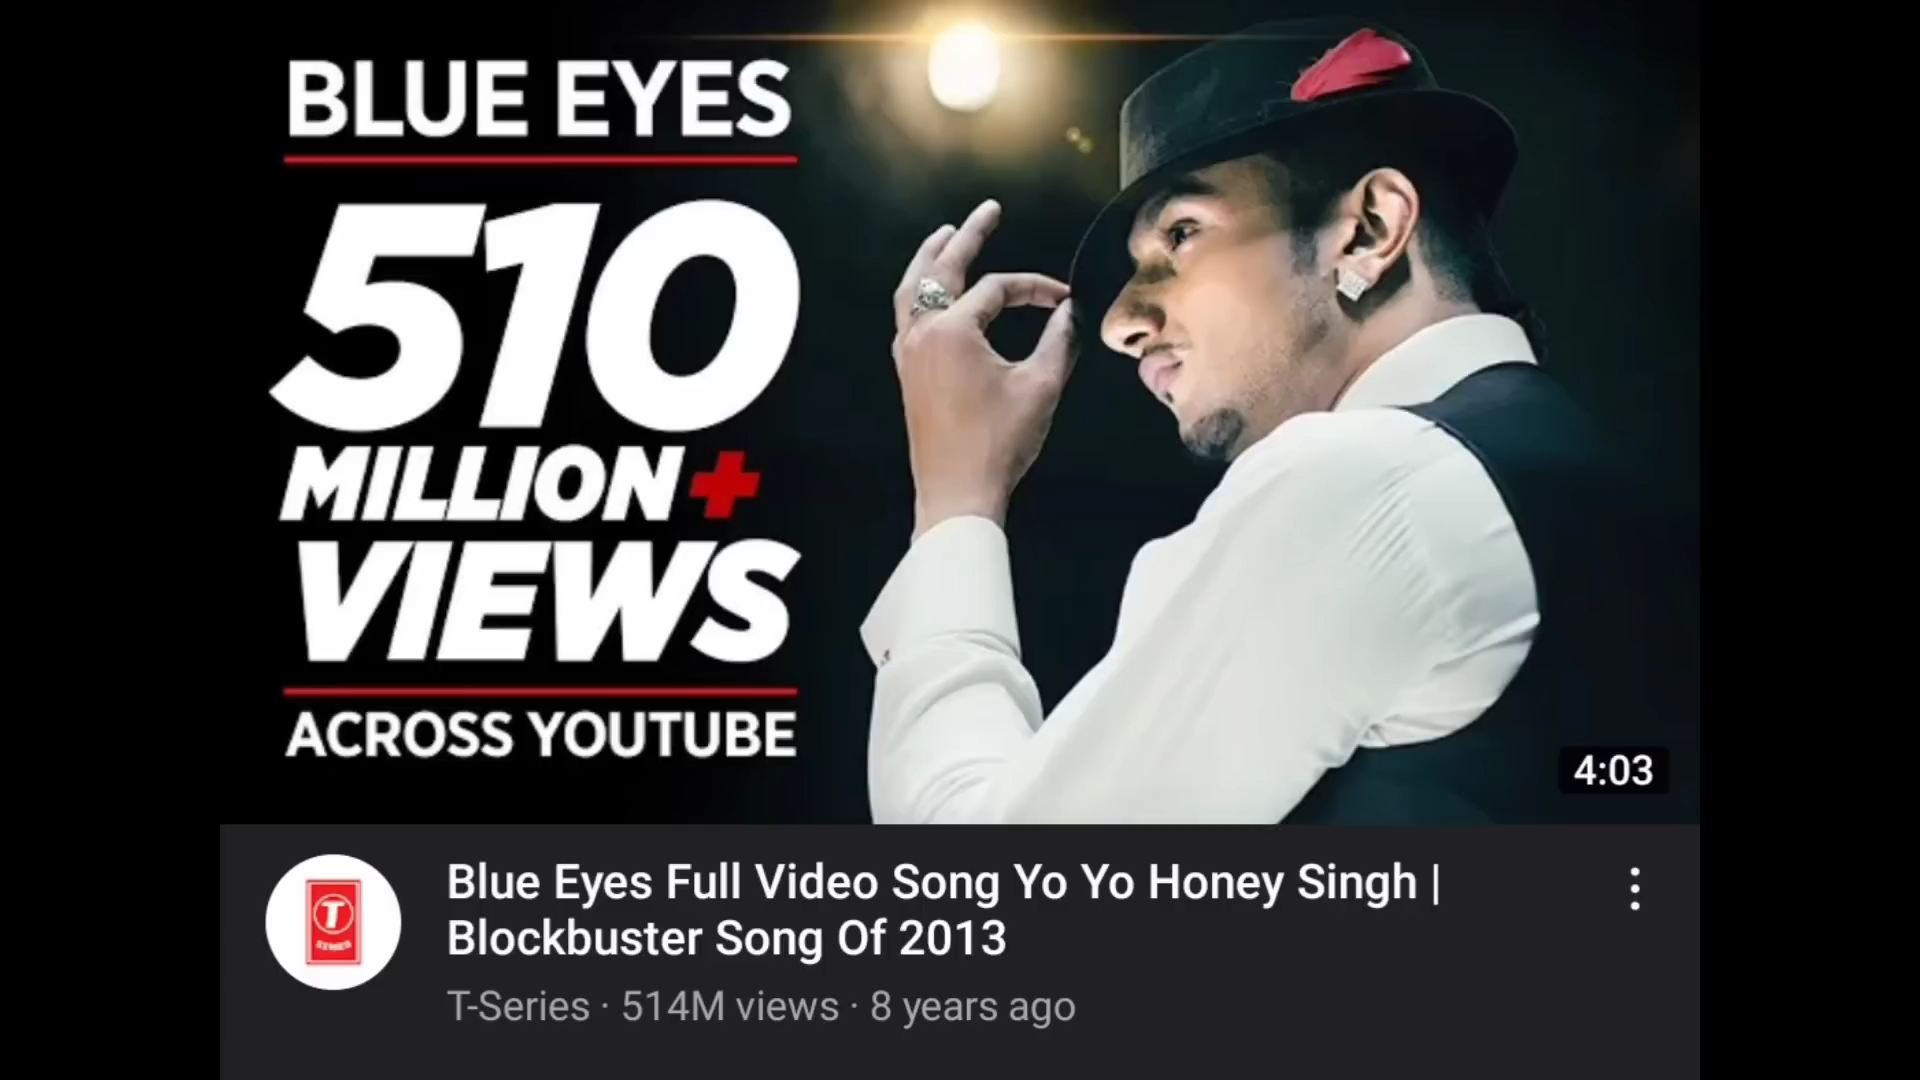 BLUE EYES
510
MILLION+
VIEWS
ACROSS YOUTUBE
4:03
T
SERIES
Blue Eyes Full Video Song Yo Yo Honey Singh |
Blockbuster Song Of 2013
T-Series · 514M views · 8 years ago